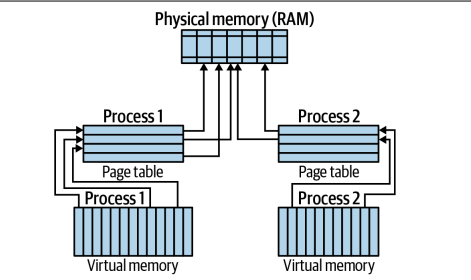 Physical memory (RAM)
Process 1
Process 2
Page table
Page table
Process 1
Process 2
Virtual memory
Virtual memory